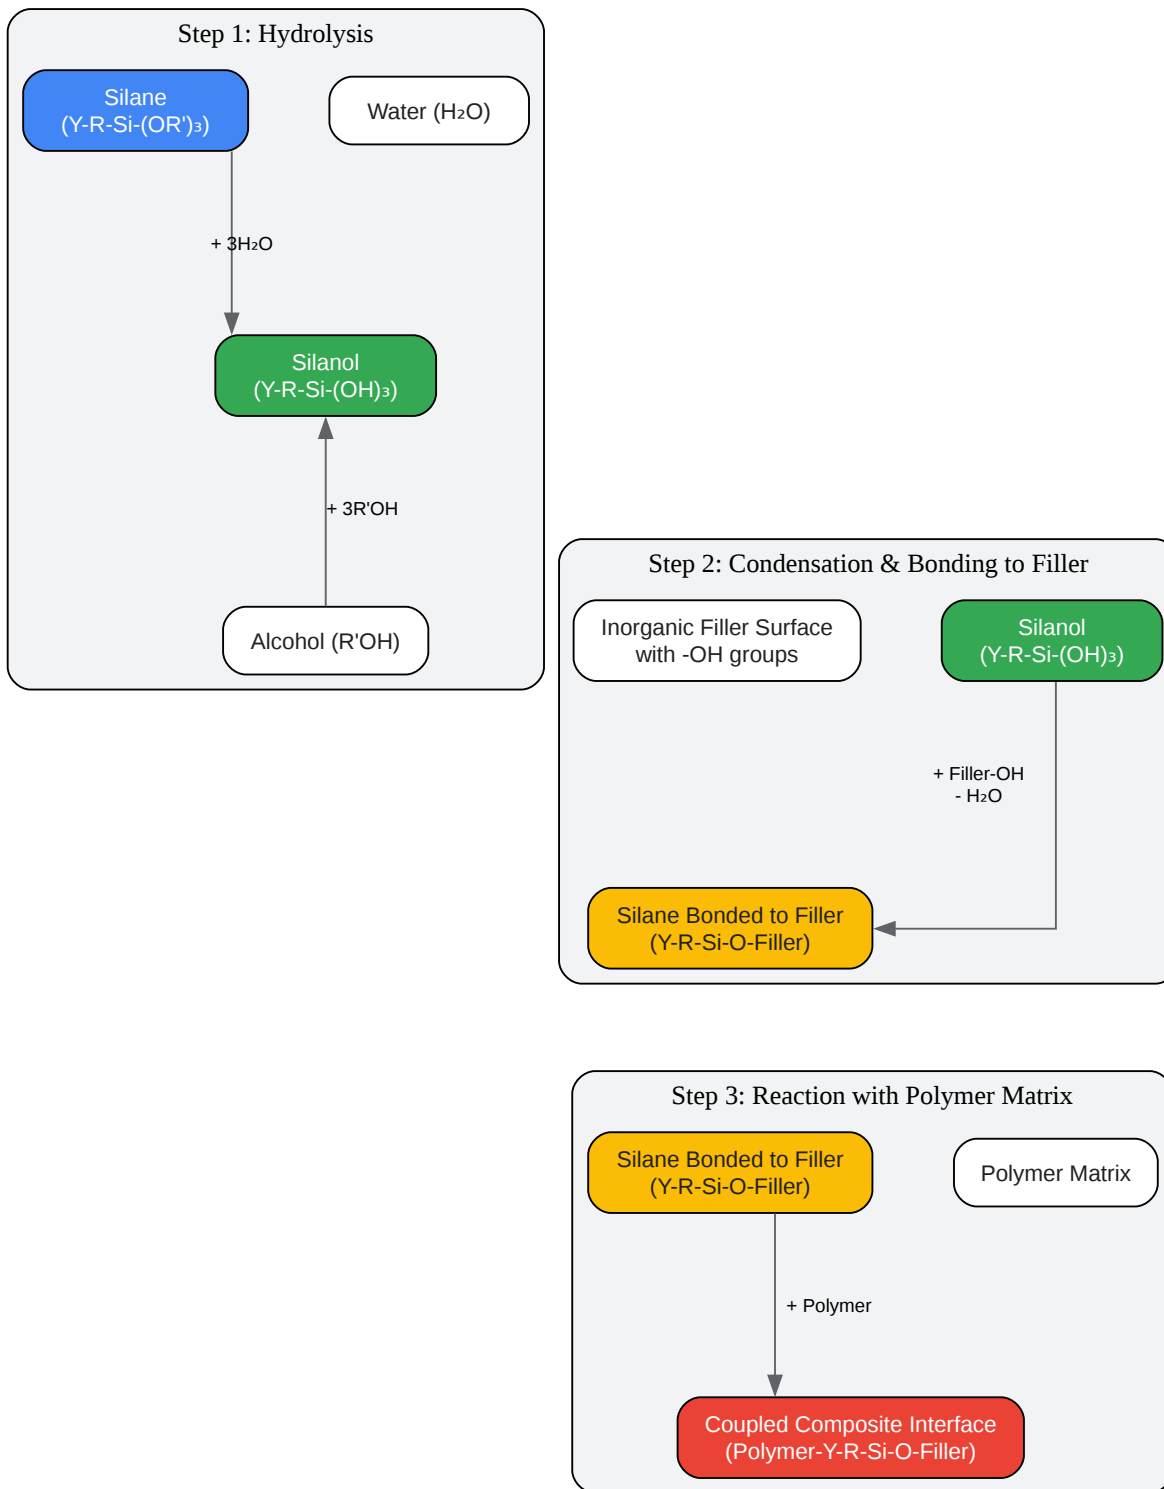 Step 1: Hydrolysis
Silane
(Y-R-Si-(OR')₃)
Water (H₂O)
+ 3H₂O
Silanol
(Y-R-Si-(OH)₃)
+ 3R'OH
Alcohol (R'OH)
Step 2: Condensation & Bonding to Filler
Inorganic Filler Surface
with -OH groups
Silanol
(Y-R-Si-(OH)₃)
+ Filler-OH
- H₂O
Silane Bonded to Filler
(Y-R-Si-O-Filler)
Step 3: Reaction with Polymer Matrix
Silane Bonded to Filler
(Y-R-Si-O-Filler)
Polymer Matrix
+ Polymer
Coupled Composite Interface
(Polymer-Y-R-Si-O-Filler)